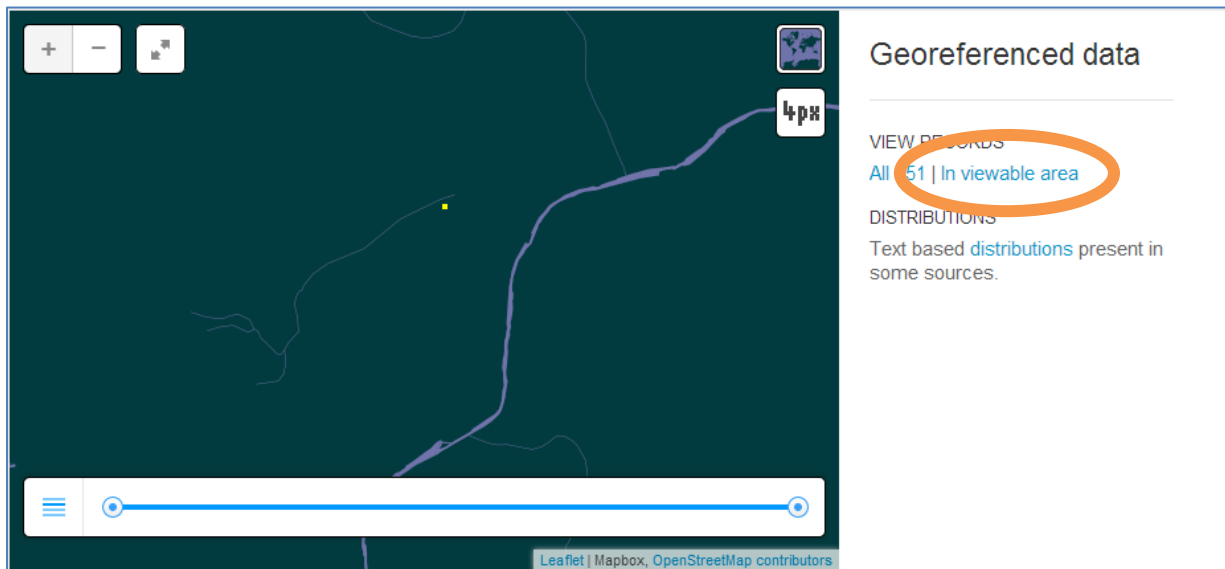 + −
4px
Georeferenced data
VIEW RECORDS
All 51 | In viewable area
DISTRIBUTIONS
Text based distributions present in
some sources.
Leaflet | Mapbox, OpenStreetMap contributors